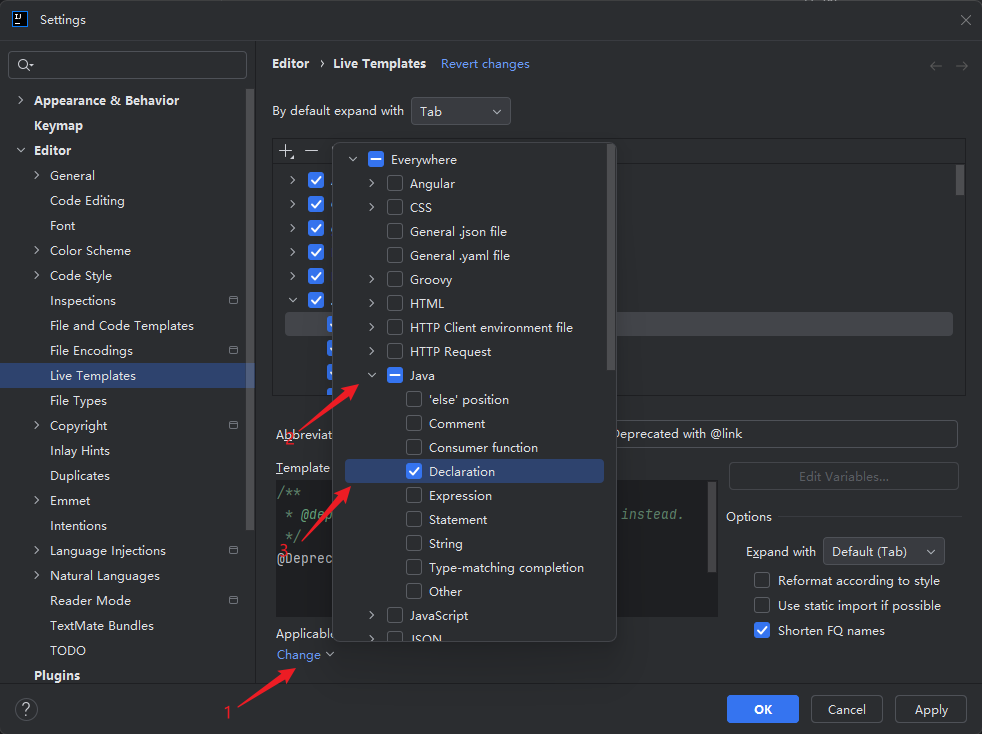 Settings
Editor › Live Templates Revert changes
By default expand with Tab
Appearance & Behavior
Keymap
Editor
General
Code Editing
Font
Color Scheme
Code Style
Inspections
File and Code Templates
File Encodings
Live Templates
File Types
Copyright
Inlay Hints
Duplicates
Emmet
Intentions
Language Injections
Natural Languages
Reader Mode
TextMate Bundles
TODO
Plugins
Everywhere
Angular
CSS
General .json file
General .yaml file
Groovy
HTML
HTTP Client environment file
HTTP Request
Java
'else' position
Comment
Consumer function
Declaration
Expression
Statement
String
Type-matching completion
Other
JavaScript
JSON
2
Abbreviat
Deprecated with @link
Template
/**
* @dep instead.
*/
@Deprec
3
Edit Variables...
Options
Expand with Default (Tab)
Reformat according to style
Use static import if possible
Shorten FQ names
Applicable
Change
1
?
OK
Cancel
Apply